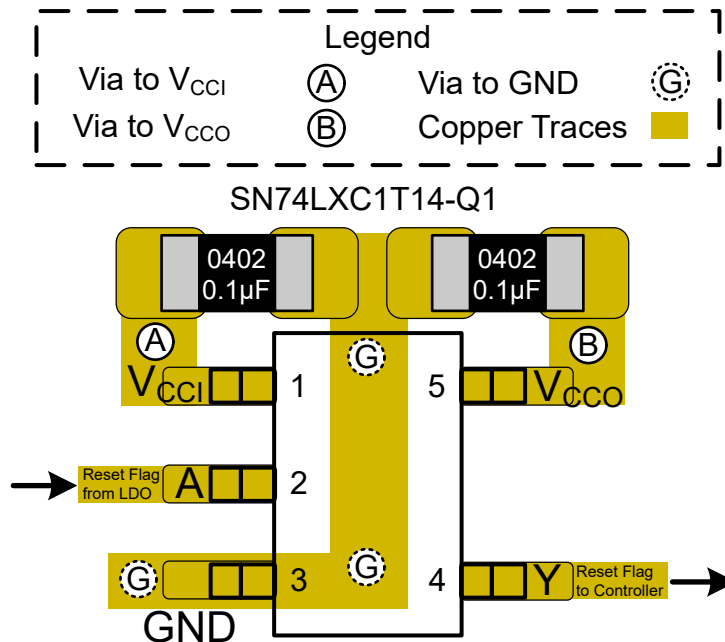 Legend
Via to VCCI A Via to GND G
Via to VCCO B Copper Traces
SN74LXC1T14-Q1
0402 0402
0.1µF 0.1µF
A G B
VCCI 1 5 VCCO
Reset Flag
from LDO A 2
G 3 G 4 Y Reset Flag
to Controller
GND